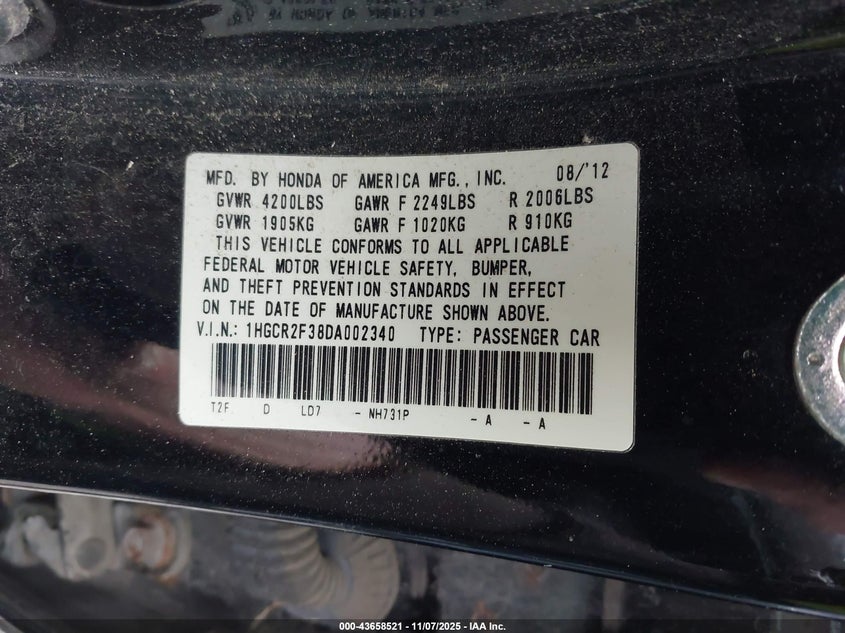 MFD. BY HONDA OF AMERICA MFG., INC. 08/'12
GVWR 4200LBS GAWR F 2249LBS R 2006LBS
GVWR 1905KG GAWR F 1020KG R 910KG
THIS VEHICLE CONFORMS TO ALL APPLICABLE
FEDERAL MOTOR VEHICLE SAFETY, BUMPER,
AND THEFT PREVENTION STANDARDS IN EFFECT
ON THE DATE OF MANUFACTURE SHOWN ABOVE.
V.I.N.: 1HGCR2F38DA002340 TYPE: PASSENGER CAR
T2F D LD7 - NH731P - A - A
000-43658521 - 11/07/2025 - IAA Inc.